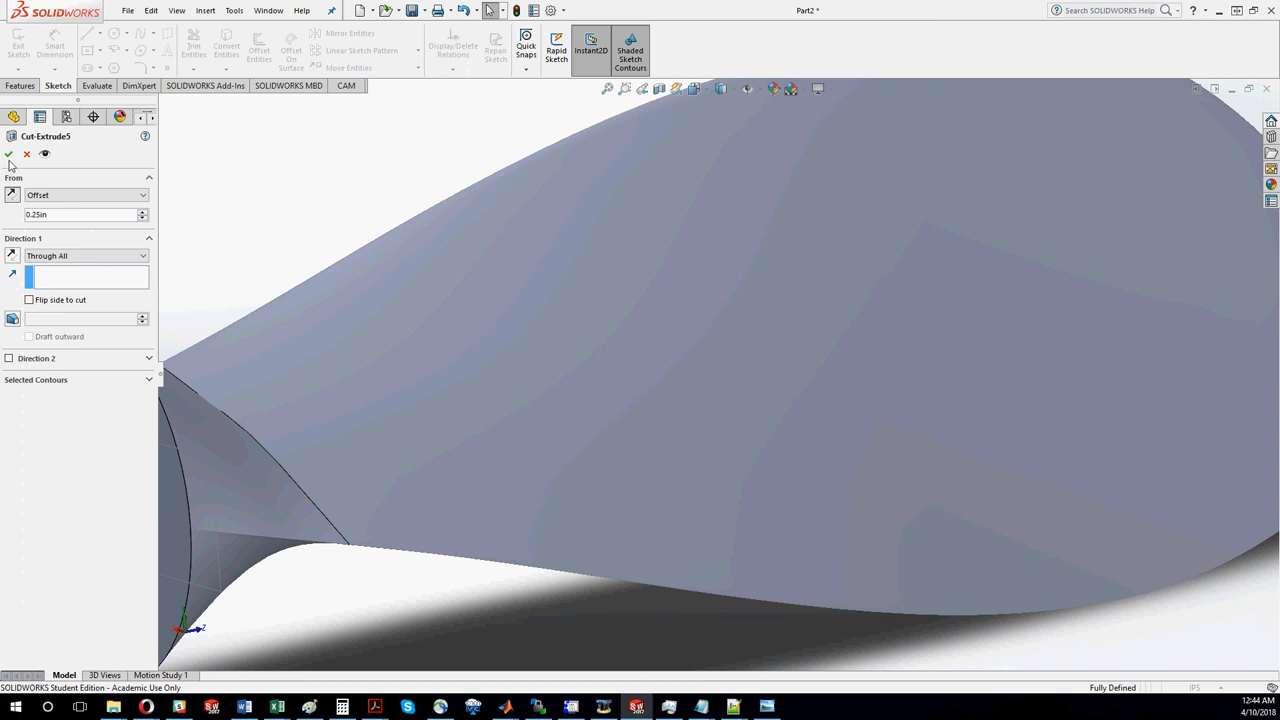 SOLIDWORKS
File Edit View Insert Tools Window Help
Part2 *
Search SOLIDWORKS Help
Exit Sketch
Smart Dimension
Trim Entities
Convert Entities
Offset Entities
Offset On Surface
Mirror Entities
Linear Sketch Pattern
Move Entities
Display/Delete Relations
Repair Sketch
Quick Snaps
Rapid Sketch
Instant2D
Shaded Sketch Contours
Features Sketch Evaluate DimXpert SOLIDWORKS Add-Ins SOLIDWORKS MBD CAM
Cut-Extrude5
From
Offset
0.25in
Direction 1
Through All
Flip side to cut
Draft outward
Direction 2
Selected Contours
Z
Model 3D Views Motion Study 1
SOLIDWORKS Student Edition - Academic Use Only
Fully Defined
IPS
12:44 AM
4/10/2018